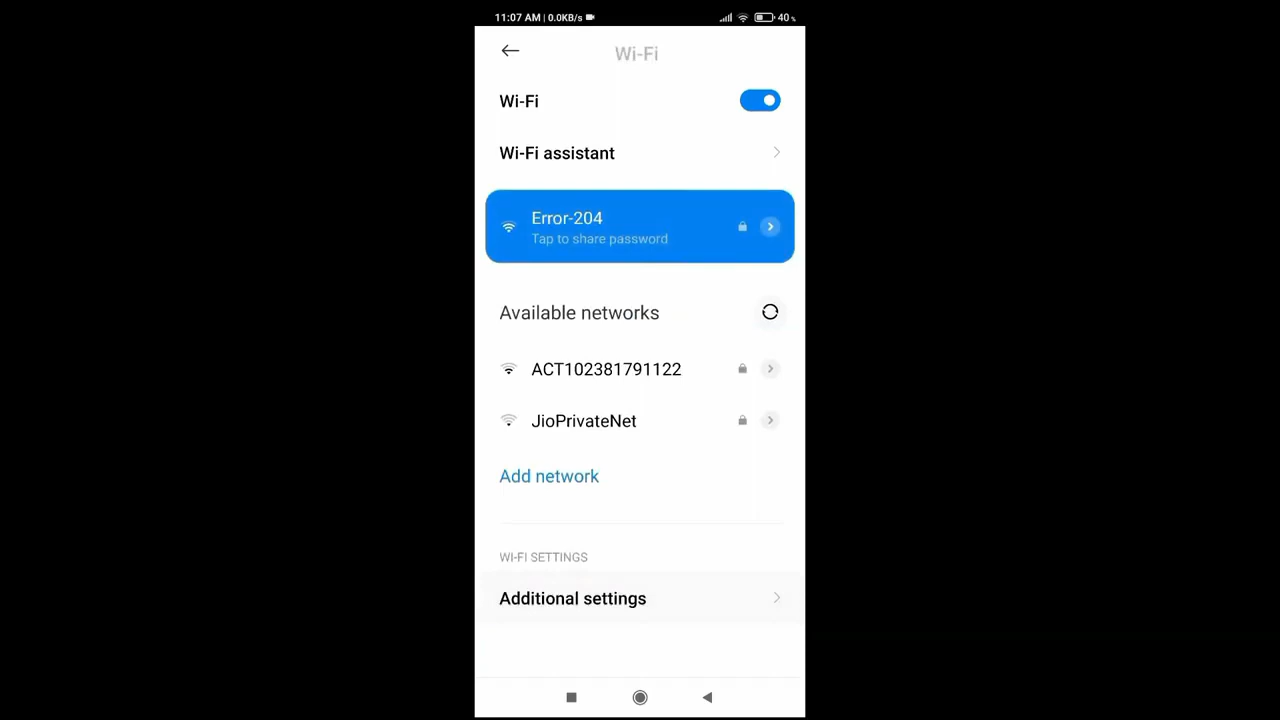 11:07 AM | 0.0KB/s 40 %
Wi-Fi
Wi-Fi
Wi-Fi assistant
Error-204
Tap to share password
Available networks
ACT102381791122
JioPrivateNet
Add network
WI-FI SETTINGS
Additional settings